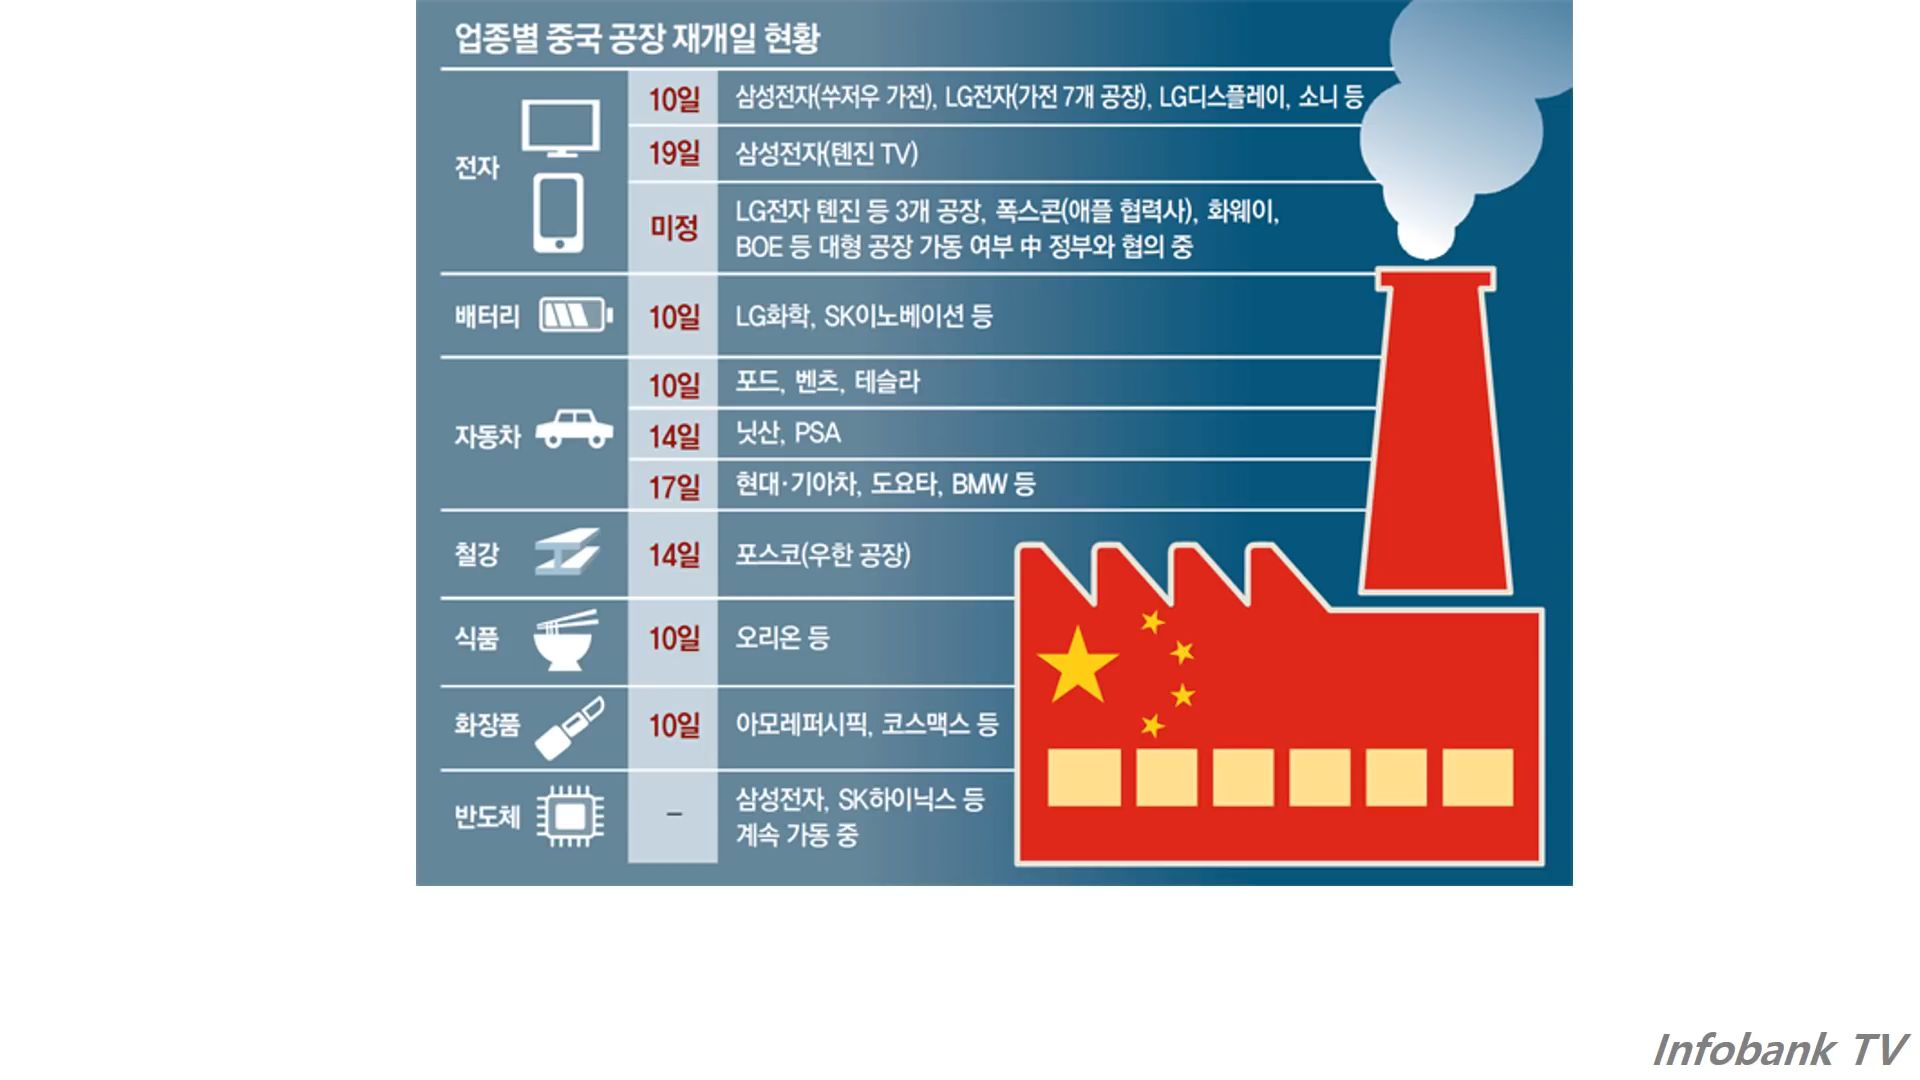 업종별 중국 공장 재개일 현황
전자
10일 삼성전자(쑤저우 가전), LG전자(가전 7개 공장), LG디스플레이, 소니 등
19일 삼성전자(톈진 TV)
미정 LG전자 톈진 등 3개 공장, 폭스콘(애플 협력사), 화웨이,
BOE 등 대형 공장 가동 여부 中 정부와 협의 중
배터리 10일 LG화학, SK이노베이션 등
자동차
10일 포드, 벤츠, 테슬라
14일 닛산, PSA
17일 현대·기아차, 도요타, BMW 등
철강 14일 포스코(우한 공장)
식품 10일 오리온 등
화장품 10일 아모레퍼시픽, 코스맥스 등
반도체 – 삼성전자, SK하이닉스 등
계속 가동 중
Infobank TV